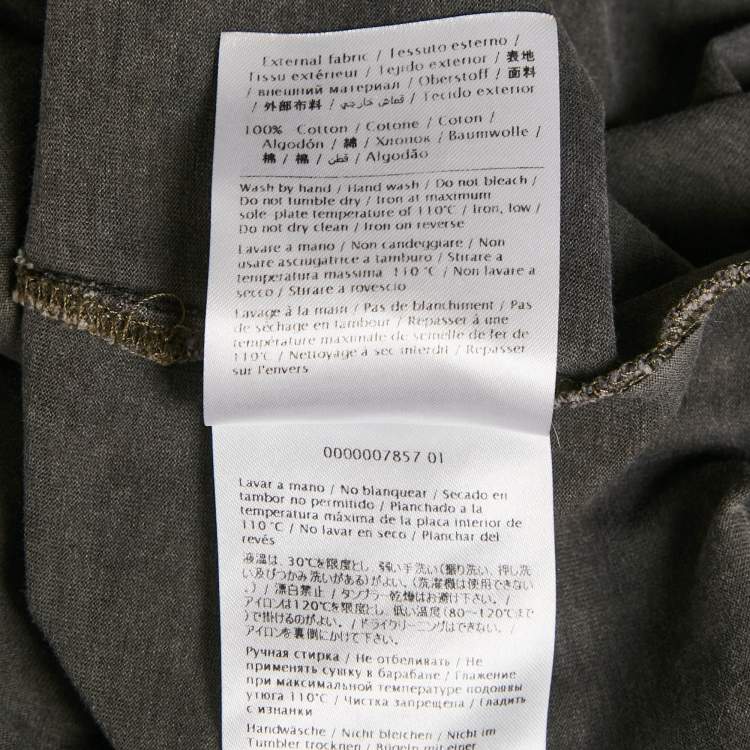 External fabric / Tessuto esterno /
Tissu extérieur / Tejido exterior / 表地
/ внешний материал / Oberstoff / 面料
/ 外部布料 / قماش خارجي / Tecido exterior
100% Cotton / Cotone / Coton /
Algodón / 綿 / Хлопок / Baumwolle /
棉 / 棉 / قطن / Algodão
Wash by hand / Hand wash / Do not bleach /
Do not tumble dry / Iron at maximum
sole-plate temperature of 110°C / Iron, low /
Do not dry clean / Iron on reverse
Lavare a mano / Non candeggiare / Non
usare asciugatrice a tamburo / Stirare a
temperatura massima 110 °C / Non lavare a
secco / Stirare a rovescio
Lavage à la main / Pas de blanchiment / Pas
de séchage en tambour / Repasser à une
température maximale de semelle de fer de
110°C / Nettoyage à sec interdit / Repasser
sur l'envers
0000007857 01
Lavar a mano / No blanquear / Secado en
tambor no permitido / Planchado a la
temperatura máxima de la placa interior de
110°C / No lavar en seco / Planchar del
revés
液温は、30℃を限度とし、弱い手洗い(振り洗い、押し洗
い及びつかみ洗いがある)がよい。(洗濯機は使用できない
。) / 漂白禁止 / タンブラー乾燥はお避け下さい。 /
アイロンは120℃を限度とし、低い温度(80〜120℃まで
)で掛けるのがよい。 / ドライクリーニングはできない。 /
アイロンを裏側にかけて下さい。
Ручная стирка / Не отбеливать / Не
применять сушку в барабане / Глажение
при максимальной температуре подошвы
утюга 110°C / Чистка запрещена / Гладить
с изнанки
Handwäsche / Nicht bleichen / Nicht im
Tumbler trocknen / Bügeln mit einer